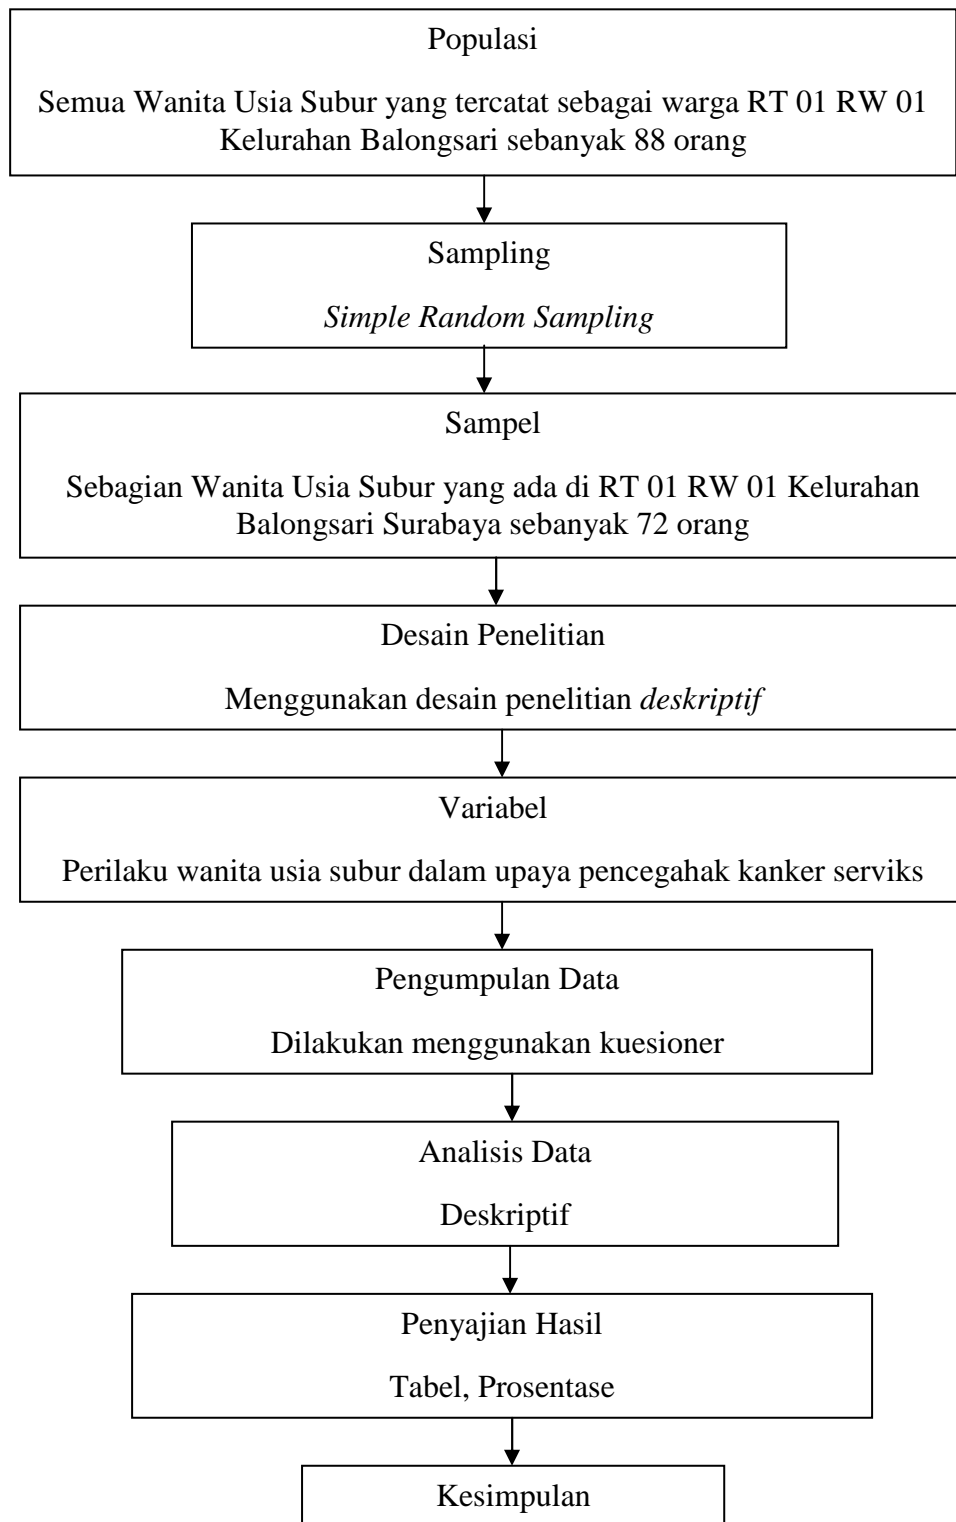 Populasi
Semua Wanita Usia Subur yang tercatat sebagai warga RT 01 RW 01
Kelurahan Balongsari sebanyak 88 orang
Sampling
Simple Random Sampling
Sampel
Sebagian Wanita Usia Subur yang ada di RT 01 RW 01 Kelurahan
Balongsari Surabaya sebanyak 72 orang
Desain Penelitian
Menggunakan desain penelitian deskriptif
Variabel
Perilaku wanita usia subur dalam upaya pencegahak kanker serviks
Pengumpulan Data
Dilakukan menggunakan kuesioner
Analisis Data
Deskriptif
Penyajian Hasil
Tabel, Prosentase
Kesimpulan